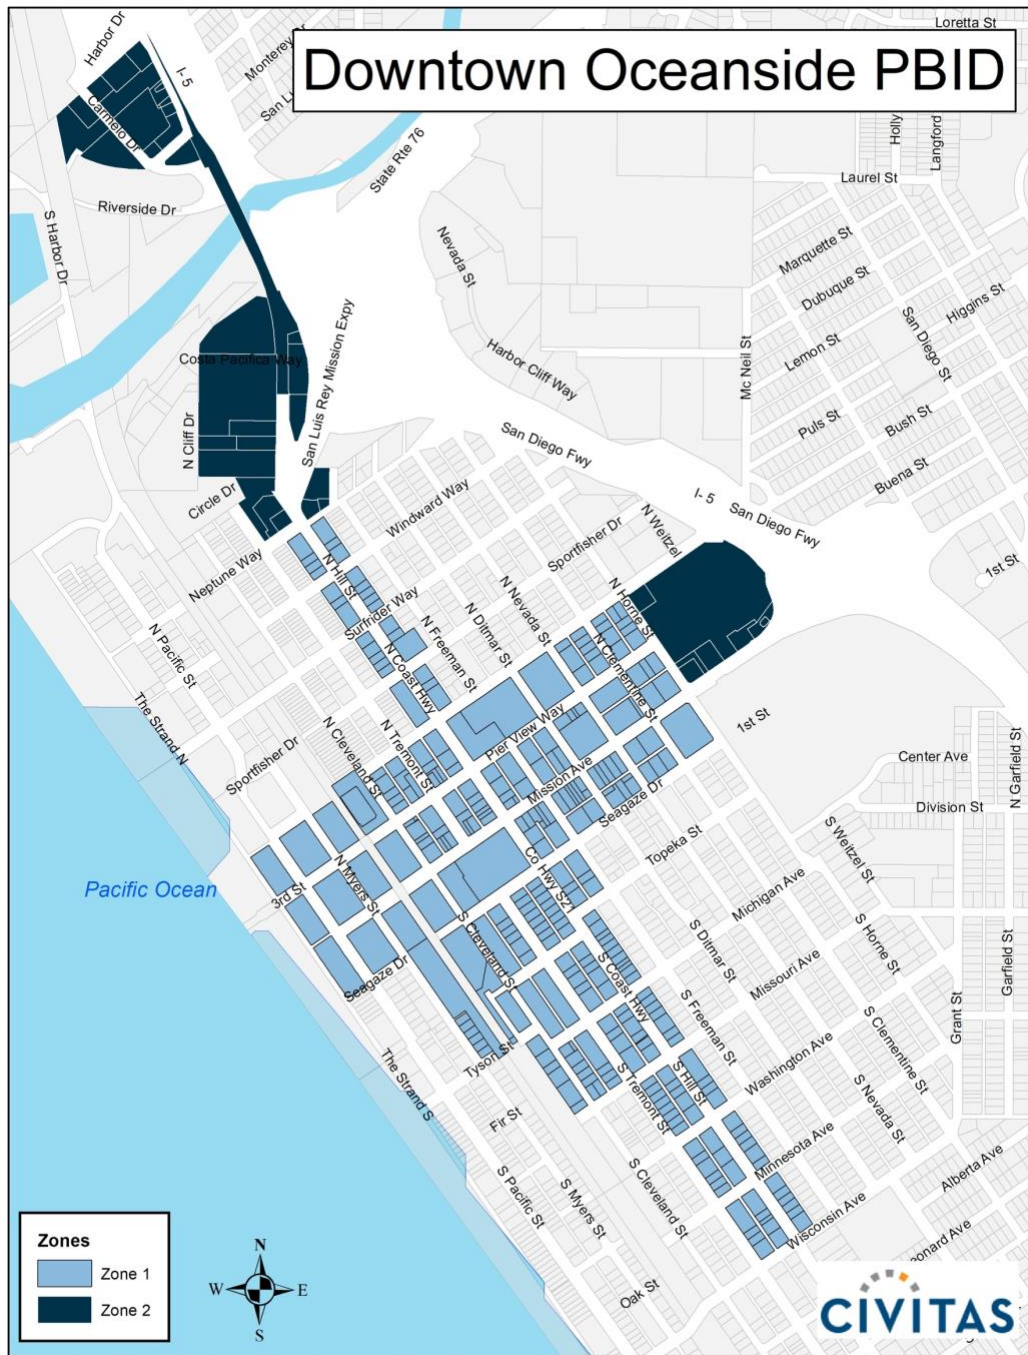 Downtown Oceanside PBID
Loretta St
Harbor Dr
I- 5
Monterey Dr
San Lu
Carmelo Dr
Holly
Langford
State Rte 76
Laurel St
Riverside Dr
S Harbor Dr
Nevada St
Marquette St
Dubuque St
Higgins St
San Diego St
Lemon St
Mc Neil St
Costa Pacifica Way
San Luis Rey Mission Expy
Harbor Cliff Way
Puls St
Bush St
N Cliff Dr
San Diego Fwy
Buena St
Circle Dr
Windward Way
I- 5
San Diego Fwy
N Weitzel
Sportfisher Dr
Neptune Way
N Hill St
1st St
Surfrider Way
N Nevada St
N Horne St
N Ditmar St
N Freeman St
N Clementine St
N Pacific St
N Coast Hwy
The Strand N
Sportfisher Dr
N Cleveland St
N Tremont St
Pier View Way
1st St
Mission Ave
Center Ave
N Garfield St
Seagaze Dr
Division St
Topeka St
S Weitzel St
Pacific Ocean
3rd St
N Myers St
Co Hwy S21
Michigan Ave
S Ditmar St
S Horne St
Seagaze Dr
S Cleveland St
S Coast Hwy
Missouri Ave
Garfield St
S Freeman St
Grant St
Tyson St
The Strand S
S Hill St
Washington Ave
S Clementine St
S Tremont St
S Nevada St
Fir St
Minnesota Ave
Alberta Ave
S Pacific St
S Myers St
S Cleveland St
Wisconsin Ave
eonard Ave
Oak St
Zones
Zone 1
Zone 2
N
W
E
S
CIVITAS